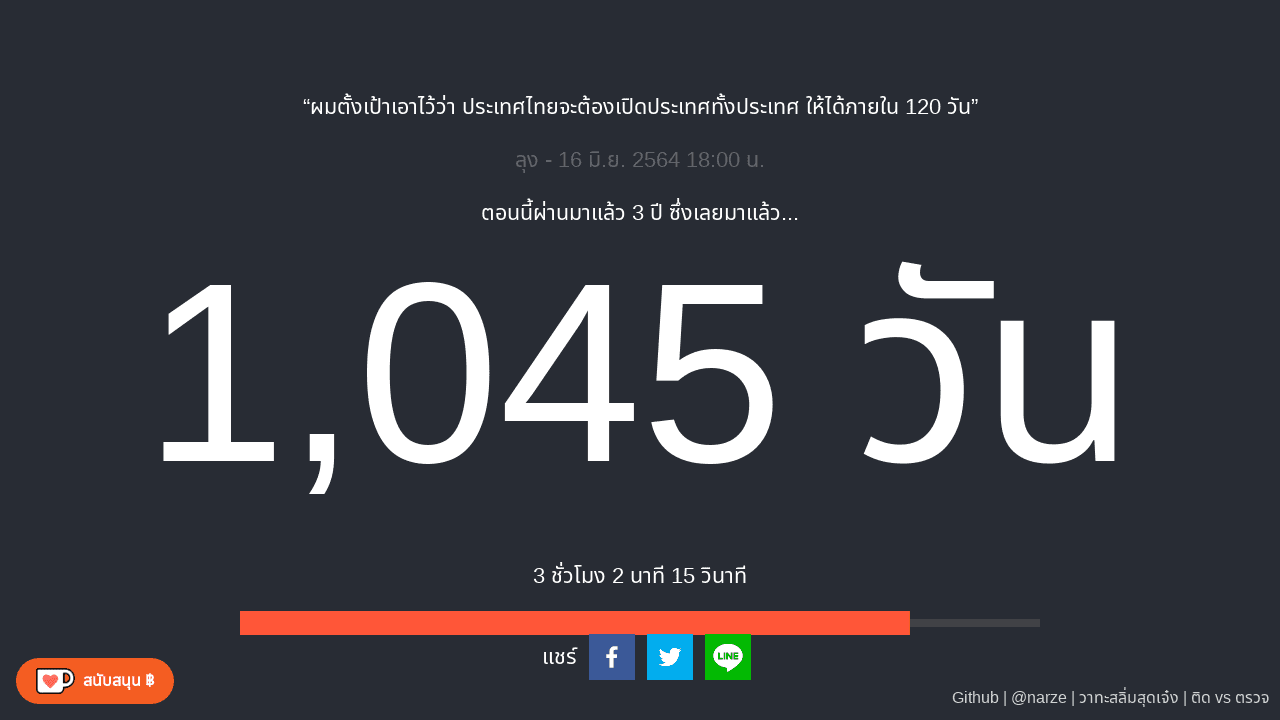 “ผมตั้งเป้าเอาไว้ว่า ประเทศไทยจะต้องเปิดประเทศทั้งประเทศ ให้ได้ภายใน 120 วัน”
ลุง - 16 มิ.ย. 2564 18:00 น.
ตอนนี้ผ่านมาแล้ว 3 ปี ซึ่งเลยมาแล้ว...
1,045 วัน
3 ชั่วโมง 2 นาที 15 วินาที
แชร์ LINE
สนับสนุน ฿
Github | @narze | วาทะสลิ่มสุดเจ๋ง | ติด vs ตรวจ